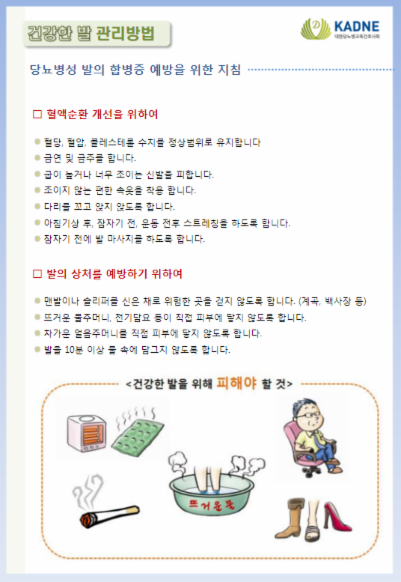 건강한 발 관리방법
KADNE
대한당뇨병교육간호사회
당뇨병성 발의 합병증 예방을 위한 지침
□ 혈액순환 개선을 위하여
혈당, 혈압, 콜레스테롤 수치를 정상범위로 유지합니다
금연 및 금주를 합니다.
굽이 높거나 너무 조이는 신발을 피합니다.
조이지 않는 편한 속옷을 착용 합니다.
다리를 꼬고 앉지 않도록 합니다.
아침기상 후, 잠자기 전, 운동 전후 스트레칭을 하도록 합니다.
잠자기 전에 발 마사지를 하도록 합니다.
□ 발의 상처를 예방하기 위하여
맨발이나 슬리퍼를 신은 채로 위험한 곳을 걷지 않도록 합니다. (계곡, 백사장 등)
뜨거운 물주머니, 전기담요 등이 직접 피부에 닿지 않도록 합니다.
차가운 얼음주머니를 직접 피부에 닿지 않도록 합니다.
발을 10분 이상 물 속에 담그지 않도록 합니다.
<건강한 발을 위해 피해야 할 것>
뜨거운물